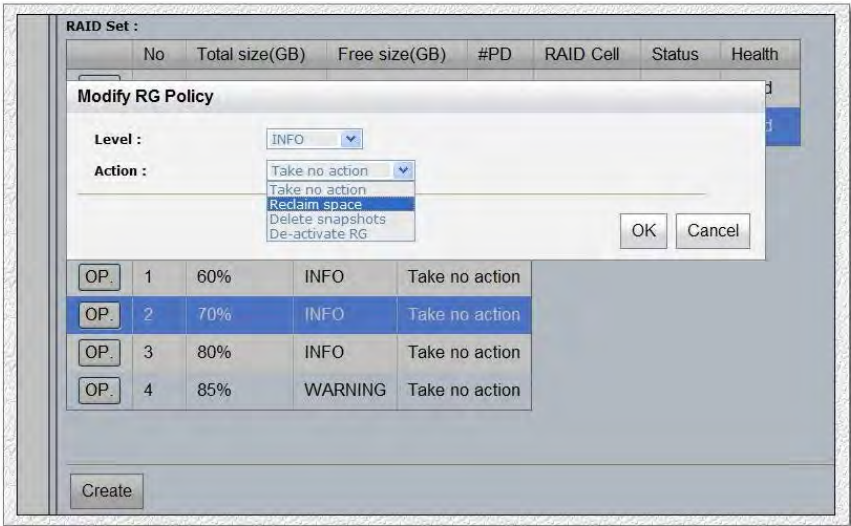 RAID Set :
No Total size(GB) Free size(GB) #PD RAID Cell Status Health
Modify RG Policy
Level : INFO
Action : Take no action
Take no action
Reclaim space
Delete snapshots
De-activate RG
OK Cancel
OP. 1 60% INFO Take no action
OP. 2 70% INFO Take no action
OP. 3 80% INFO Take no action
OP. 4 85% WARNING Take no action
Create